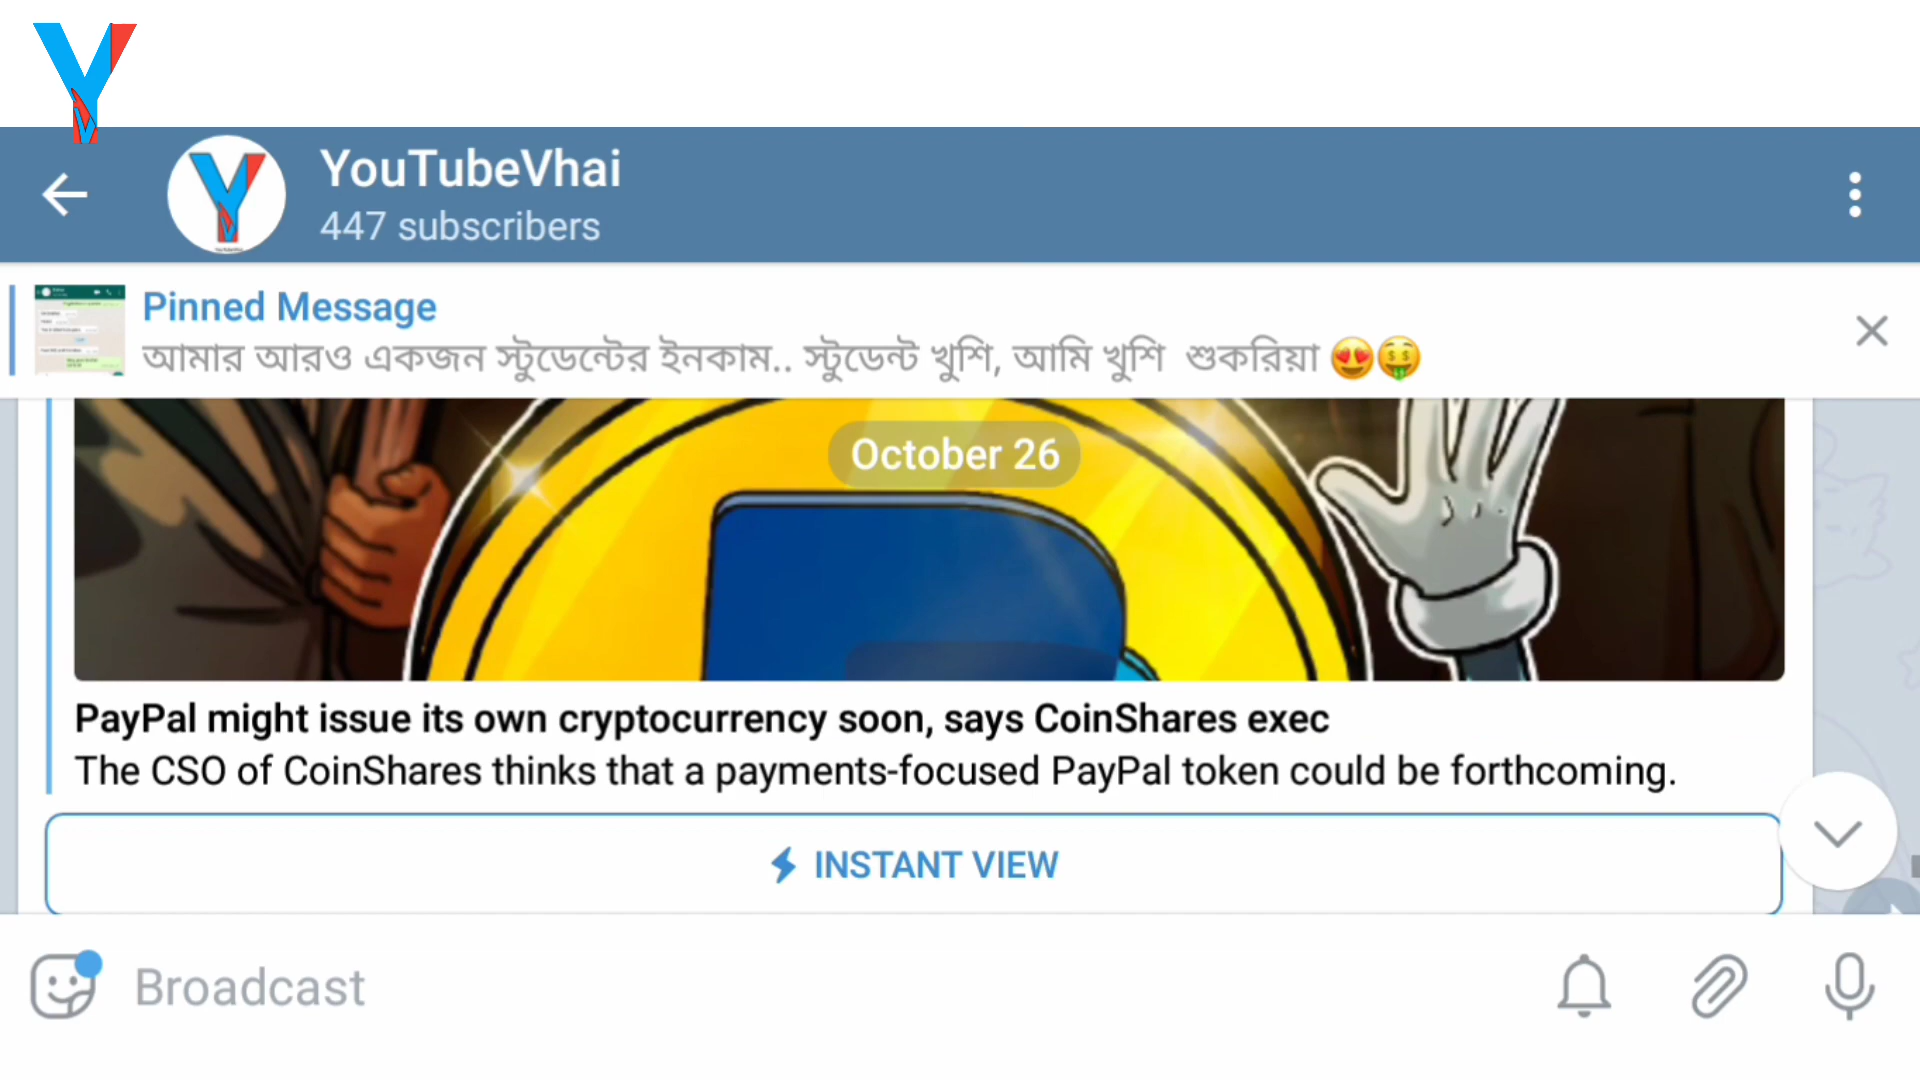 YouTubeVhai
447 subscribers
Pinned Message
আমার আরও একজন স্টুডেন্টের ইনকাম.. স্টুডেন্ট খুশি, আমি খুশি শুকরিয়া 😍🤑
October 26
PayPal might issue its own cryptocurrency soon, says CoinShares exec
The CSO of CoinShares thinks that a payments-focused PayPal token could be forthcoming.
INSTANT VIEW
Broadcast